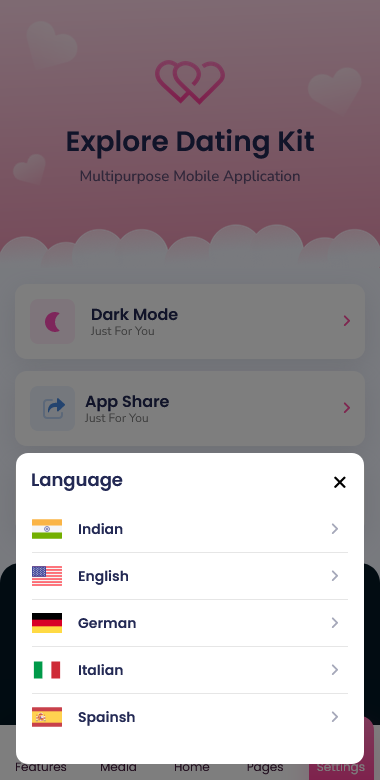 Explore Dating Kit
Multipurpose Mobile Application
Dark Mode
Just For You
App Share
Just For You
Language
Indian
English
German
Italian
Spainsh
Features Media Home Pages Settings